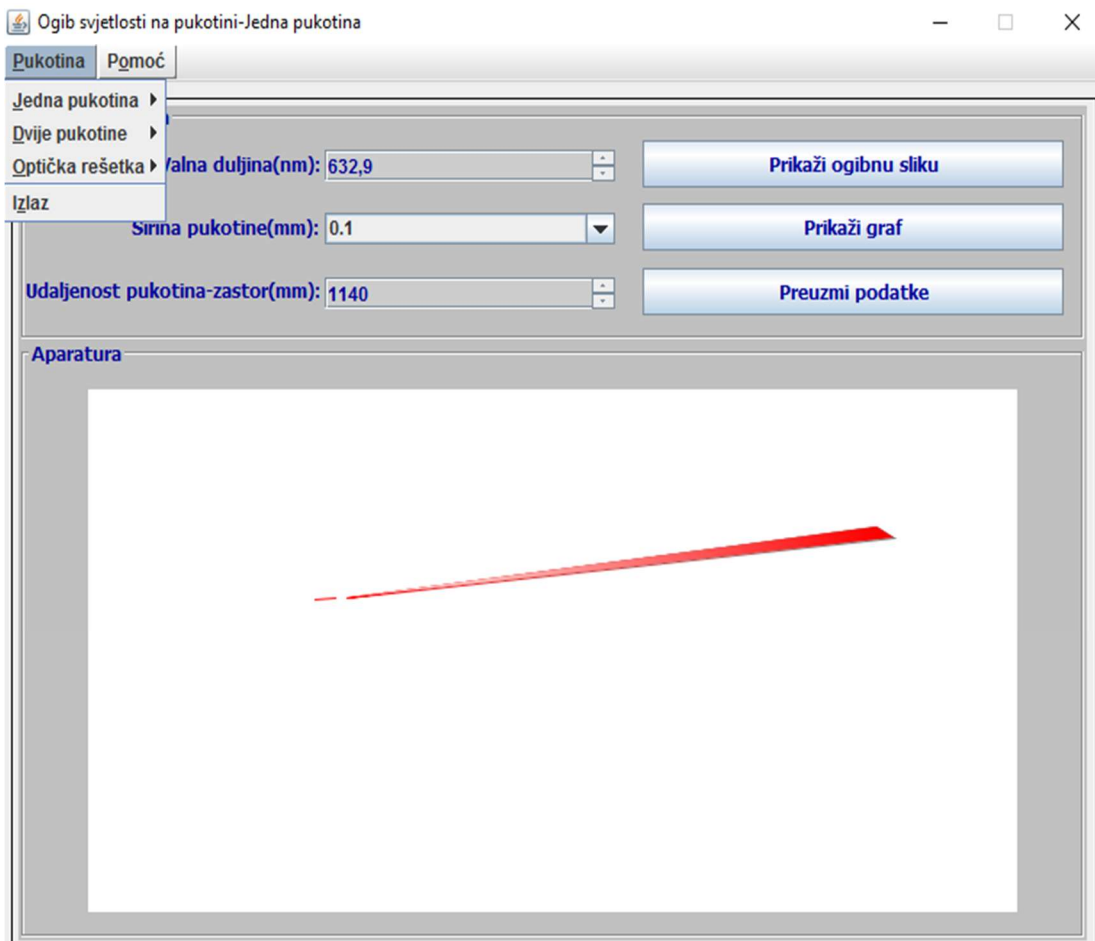 Ogib svjetlosti na pukotini-Jedna pukotina
Pukotina Pomoć
Jedna pukotina
Dvije pukotine
Optička rešetka
Izlaz
Valna duljina(nm): 632,9 Prikaži ogibnu sliku
Širina pukotine(mm): 0.1 Prikaži graf
Udaljenost pukotina-zastor(mm): 1140 Preuzmi podatke
Aparatura